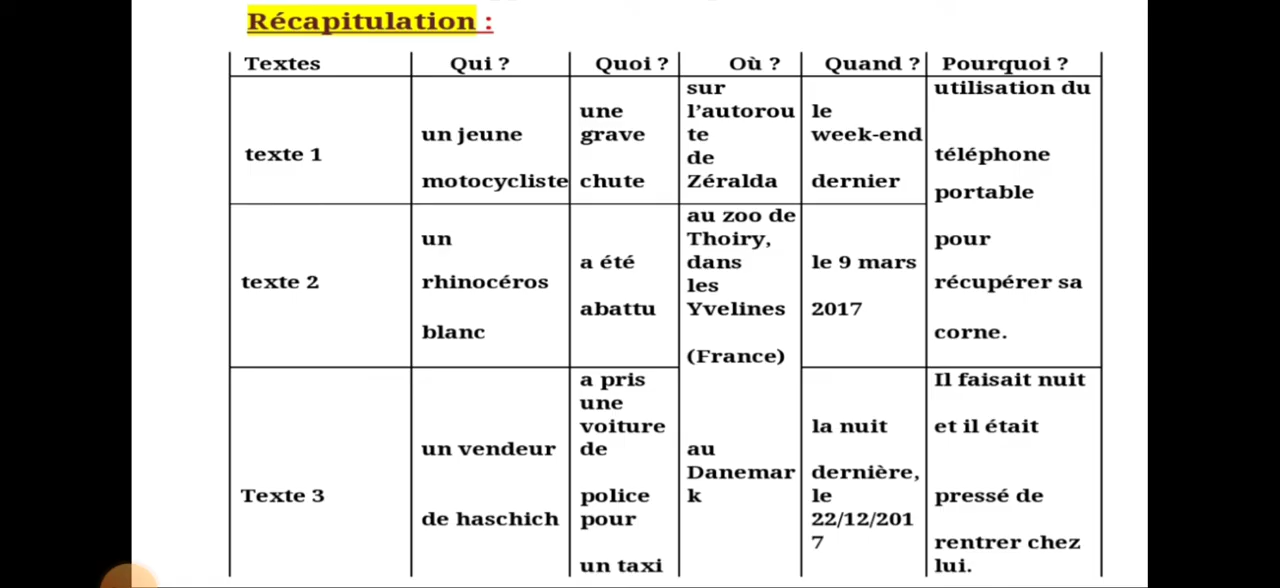 Récapitulation :
Textes Qui ? Quoi ? Où ? Quand ? Pourquoi ?
texte 1
un jeune
motocycliste
une
grave
chute
sur
l'autorou
te
de
Zéralda
le
week-end
dernier
utilisation du
téléphone
portable
texte 2
un
rhinocéros
blanc
a été
abattu
au zoo de
Thoiry,
dans
les
Yvelines
(France)
le 9 mars
2017
pour
récupérer sa
corne.
Texte 3
un vendeur
de haschich
a pris
une
voiture
de
police
pour
un taxi
au
Danemar
k
la nuit
dernière,
le
22/12/201
7
Il faisait nuit
et il était
pressé de
rentrer chez
lui.